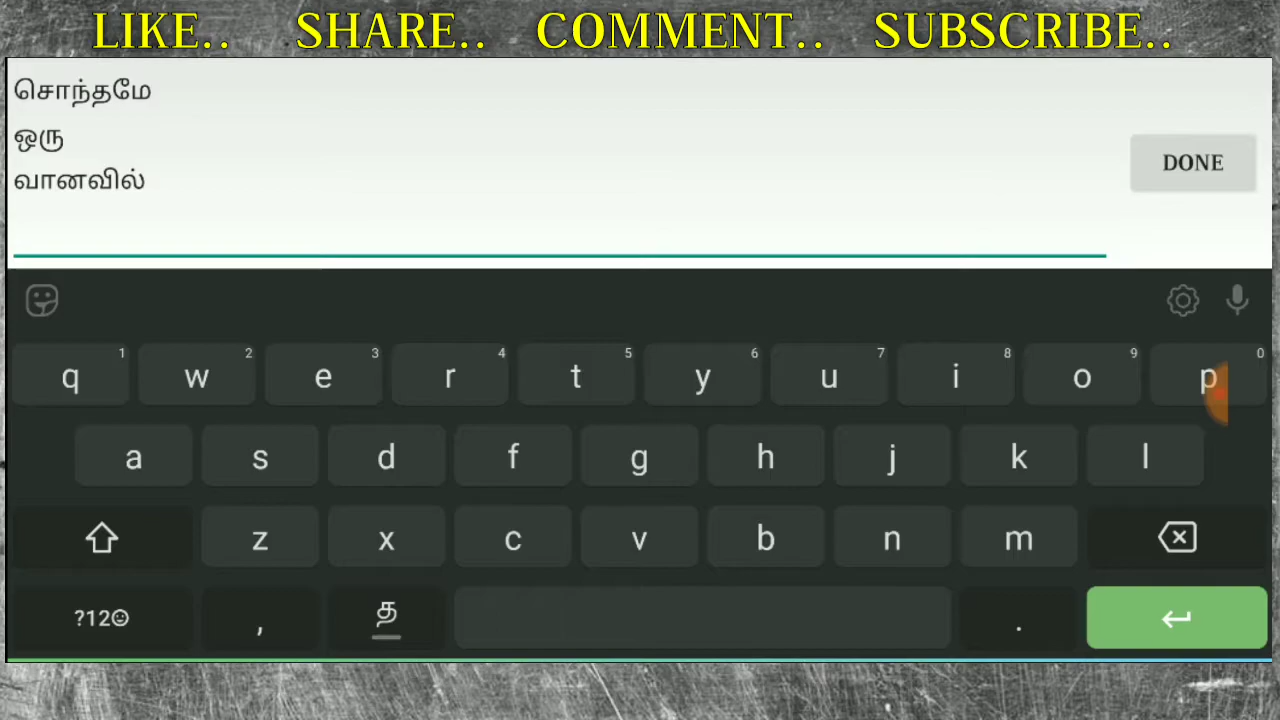 LIKE.. SHARE.. COMMENT.. SUBSCRIBE..
சொந்தமே
ஒரு
வானவில்
DONE
q 1 w 2 e 3 r 4 t 5 y 6 u 7 i 8 o 9 p 0
a s d f g h j k l
z x c v b n m
?12☺ , த .